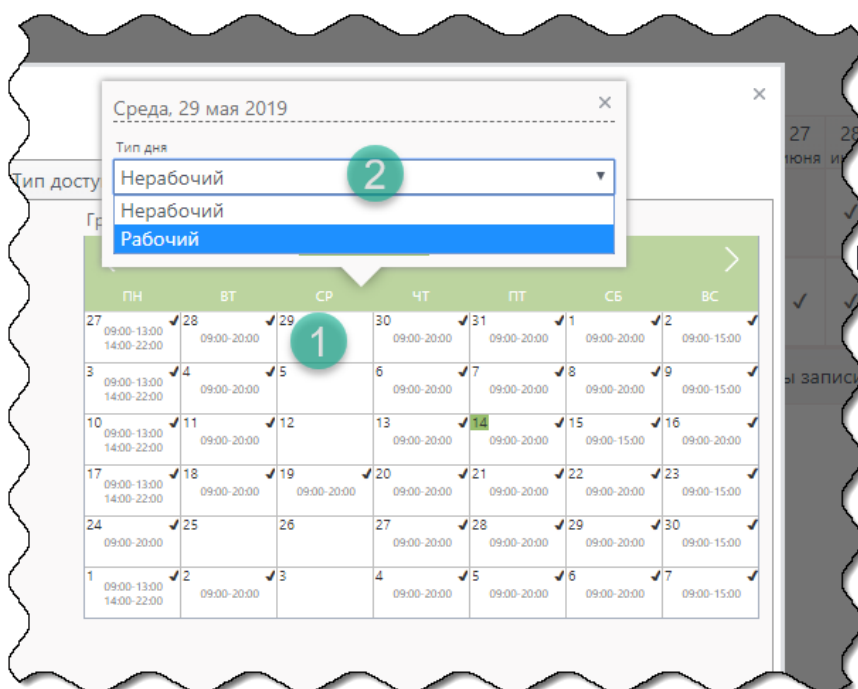 Среда, 29 мая 2019
27 28
июня
Тип дня
Тип
Нерабочий
2
Нерабочий
Рабочий
ПН ВТ СР ЧТ ПТ СБ ВС
27 09:00-13:00 14:00-22:00 28 09:00-20:00 29 1 30 09:00-20:00 31 09:00-20:00 1 09:00-20:00 2 09:00-15:00
3 09:00-13:00 14:00-22:00 4 09:00-20:00 5 6 09:00-20:00 7 09:00-20:00 8 09:00-20:00 9 09:00-15:00
10 09:00-13:00 14:00-22:00 11 09:00-20:00 12 13 09:00-20:00 14 09:00-20:00 15 09:00-15:00 16 09:00-20:00
17 09:00-13:00 14:00-22:00 18 09:00-20:00 19 09:00-20:00 20 09:00-20:00 21 09:00-20:00 22 09:00-20:00 23 09:00-15:00
24 09:00-20:00 25 26 27 09:00-20:00 28 09:00-20:00 29 09:00-20:00 30 09:00-15:00
1 09:00-13:00 14:00-22:00 2 09:00-20:00 3 4 09:00-20:00 5 09:00-20:00 6 09:00-20:00 7 09:00-15:00